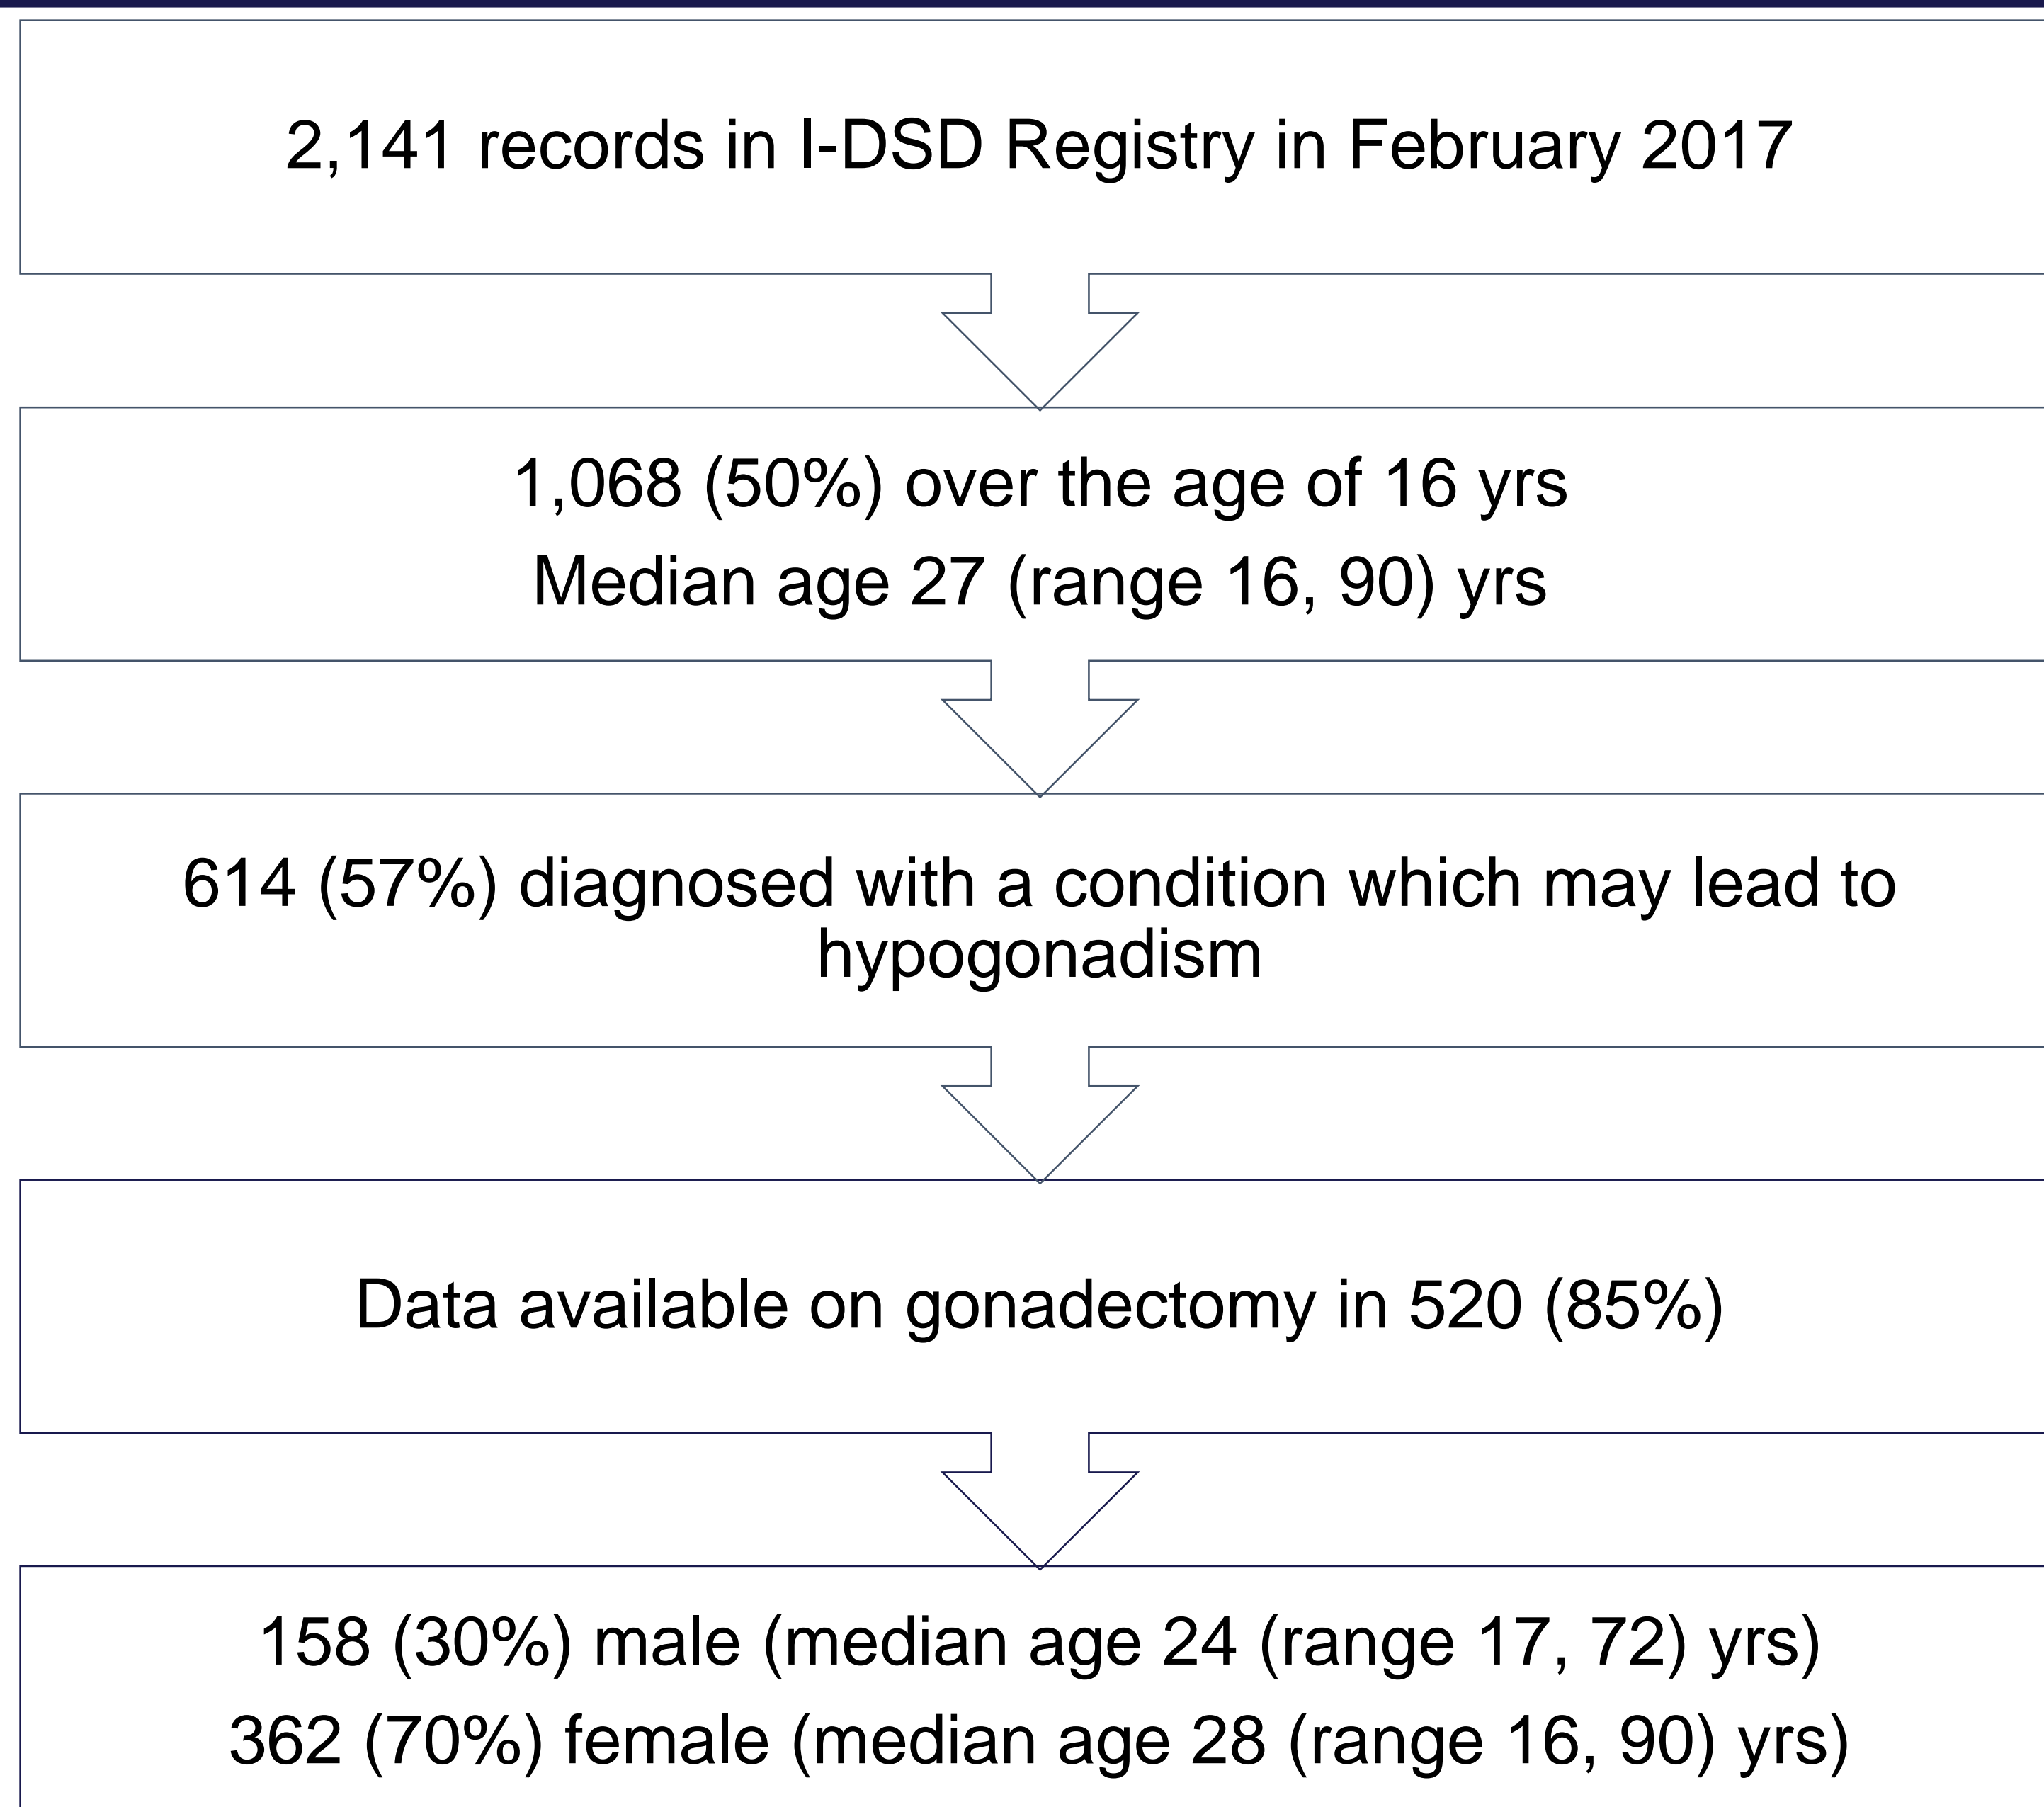 2,141 records in I-DSD Registry in February 2017
1,068 (50%) over the age of 16 yrs
Median age 27 (range 16, 90) yrs
614 (57%) diagnosed with a condition which may lead to
hypogonadism
Data available on gonadectomy in 520 (85%)
158 (30%) male (median age 24 (range 17, 72) yrs)
362 (70%) female (median age 28 (range 16, 90) yrs)